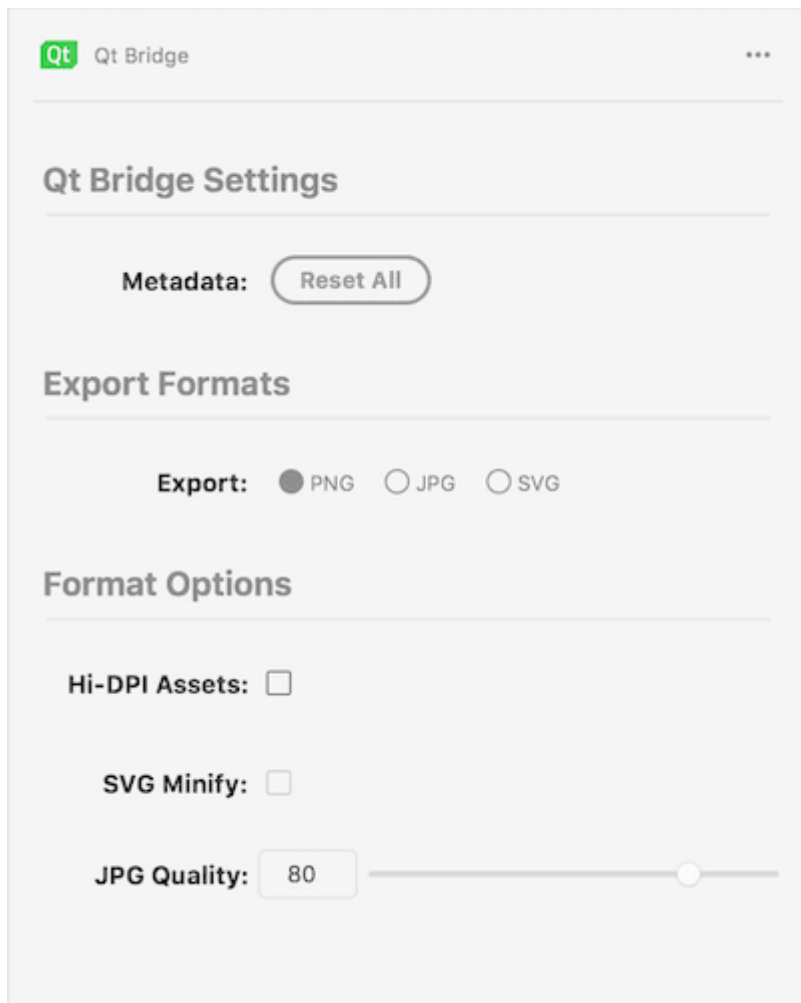 Qt Qt Bridge
Qt Bridge Settings
Metadata: Reset All
Export Formats
Export: PNG JPG SVG
Format Options
Hi-DPI Assets:
SVG Minify:
JPG Quality: 80